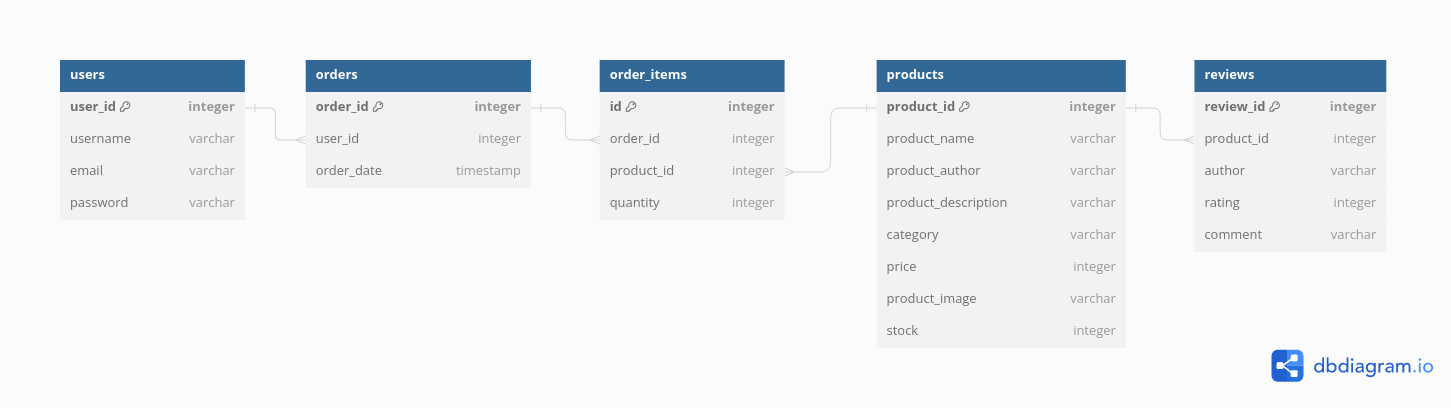 users
user_id integer
username varchar
email varchar
password varchar
orders
order_id integer
user_id integer
order_date timestamp
order_items
id integer
order_id integer
product_id integer
quantity integer
products
product_id integer
product_name varchar
product_author varchar
product_description varchar
category varchar
price integer
product_image varchar
stock integer
reviews
review_id integer
product_id integer
author varchar
rating integer
comment varchar
dbdiagram.io